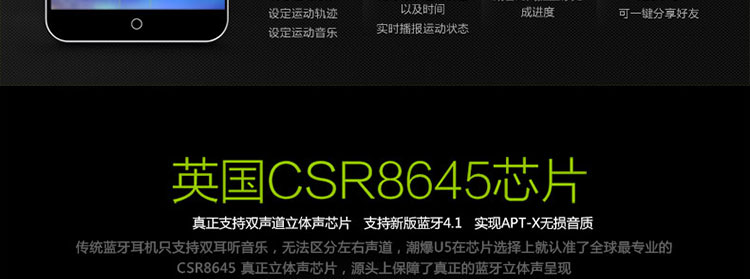 设定运动轨迹
设定运动音乐
以及时间
实时播报运动状态
成进度
可一键分享好友
英国CSR8645芯片
真正支持双声道立体声芯片 支持新版蓝牙4.1 实现APT-X无损音质
传统蓝牙耳机只支持双耳听音乐，无法区分左右声道，潮爆U5在芯片选择上就认准了全球最专业的
CSR8645 真正立体声芯片，源头上保障了真正的蓝牙立体声呈现